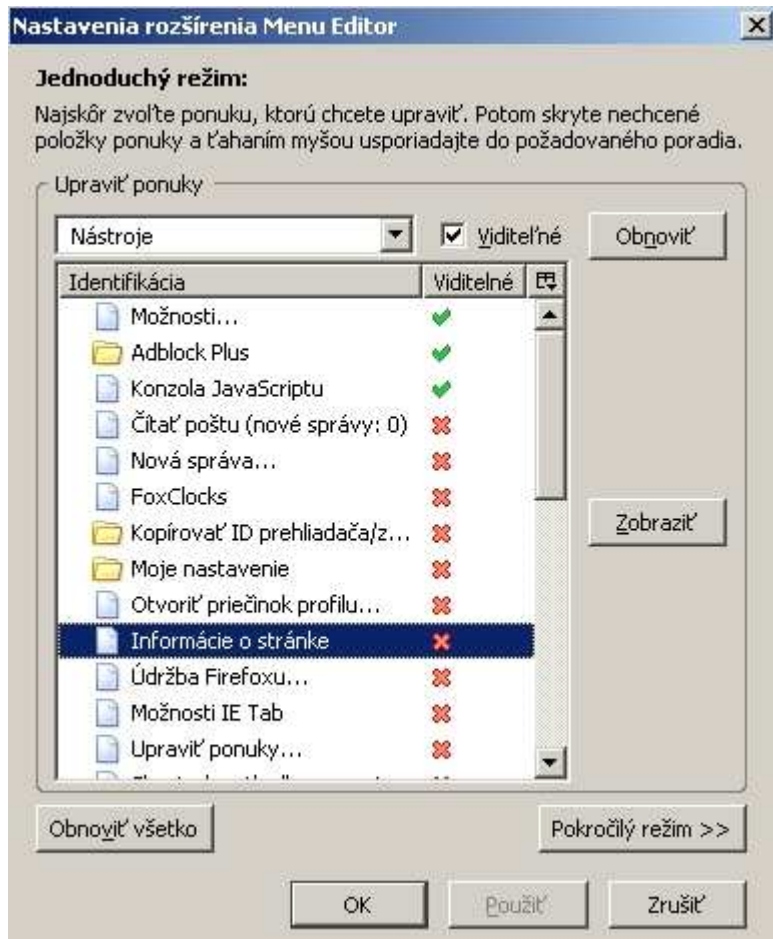 Nastavenia rozšírenia Menu Editor
Jednoduchý režim:
Najskôr zvoľte ponuku, ktorú chcete upraviť. Potom skryte nechcené
položky ponuky a ťahaním myšou usporiadajte do požadovaného poradia.
Upraviť ponuky
Nástroje Viditeľné Obnoviť
Identifikácia Viditelné
Možnosti...
Adblock Plus
Konzola JavaScriptu
Čítať poštu (nové správy: 0)
Nová správa...
FoxClocks
Kopírovať ID prehliadača/z... Zobraziť
Moje nastavenie
Otvoriť priečinok profilu...
Informácie o stránke
Údržba Firefoxu...
Možnosti IE Tab
Upraviť ponuky...
Obnoviť všetko Pokročilý režim >>
OK Použiť Zrušiť